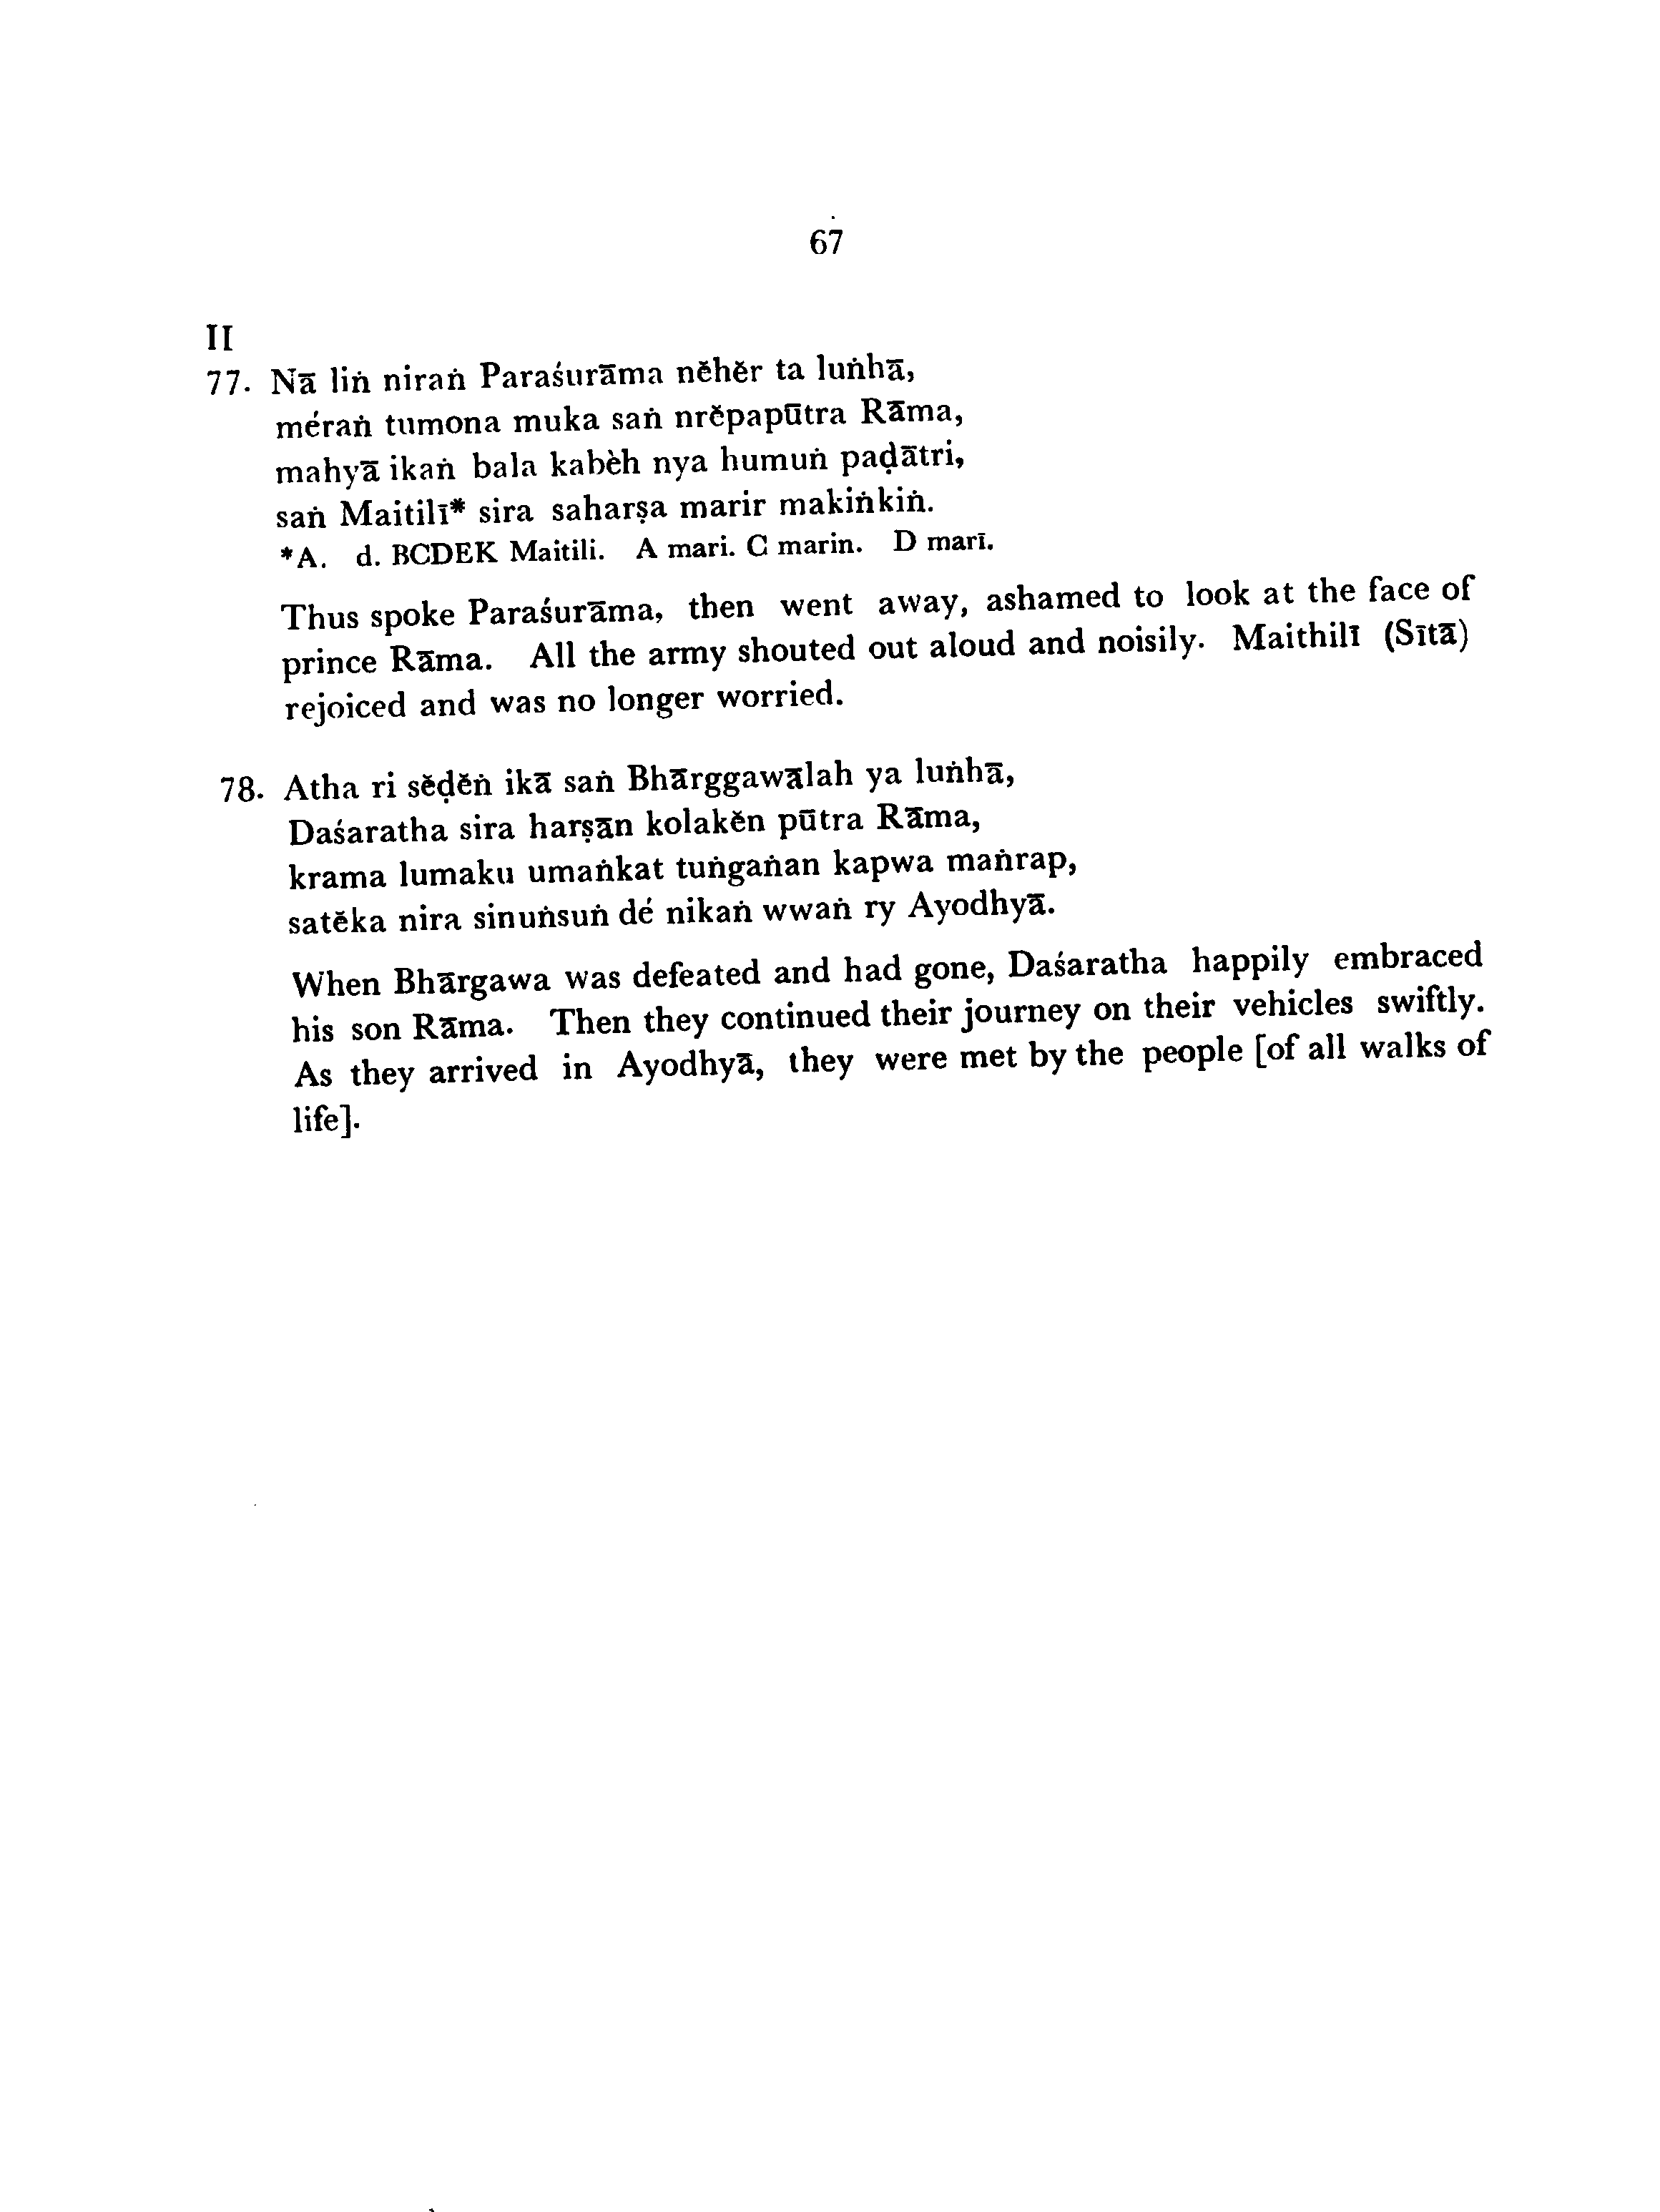 67
II
77. Nā liṅ niraṅ Paraśurāma nĕhĕr ta luṅhā,
méraṅ tumona muka saṅ nrĕpapūtra Rāma,
mahyā ikaṅ bala kabèh nya humuṅ paḍātri,
saṅ Maitilī* sira saharṣa marir makiṅkiṅ.
*A. d. BCDEK Maitili. A mari. C marin. D marī.
Thus spoke Paraśurāma, then went away, ashamed to look at the face of
prince Rāma. All the army shouted out aloud and noisily. Maithilī (Sītā)
rejoiced and was no longer worried.
78. Atha ri sĕḍĕṅ ikā saṅ Bhārggawālah ya luṅhā,
Daśaratha sira harṣān kolakĕn pūtra Rāma,
krama lumaku umaṅkat tuṅgaṅan kapwa maṅrap,
satĕka nira sinuṅsuṅ dé nikaṅ wwaṅ ry Ayodhyā.
When Bhārgawa was defeated and had gone, Daśaratha happily embraced
his son Rāma. Then they continued their journey on their vehicles swiftly.
As they arrived in Ayodhyā, they were met by the people [of all walks of
life].